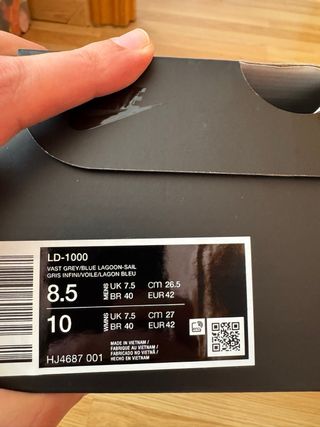 LD-1000
VAST GREY/BLUE LAGOON-SAIL
GRIS INFINI/VOILE/LAGON BLEU
8.5 MENS UK 7.5 CM 26.5
BR 40 EUR 42
10 WMNS UK 7.5 CM 27
BR 40 EUR 42
MADE IN VIETNAM /
FABRIQUÉ AU VIETNAM /
FABRICADO NO VIETNÃ /
HECHO EN VIETNAM
HJ4687 001